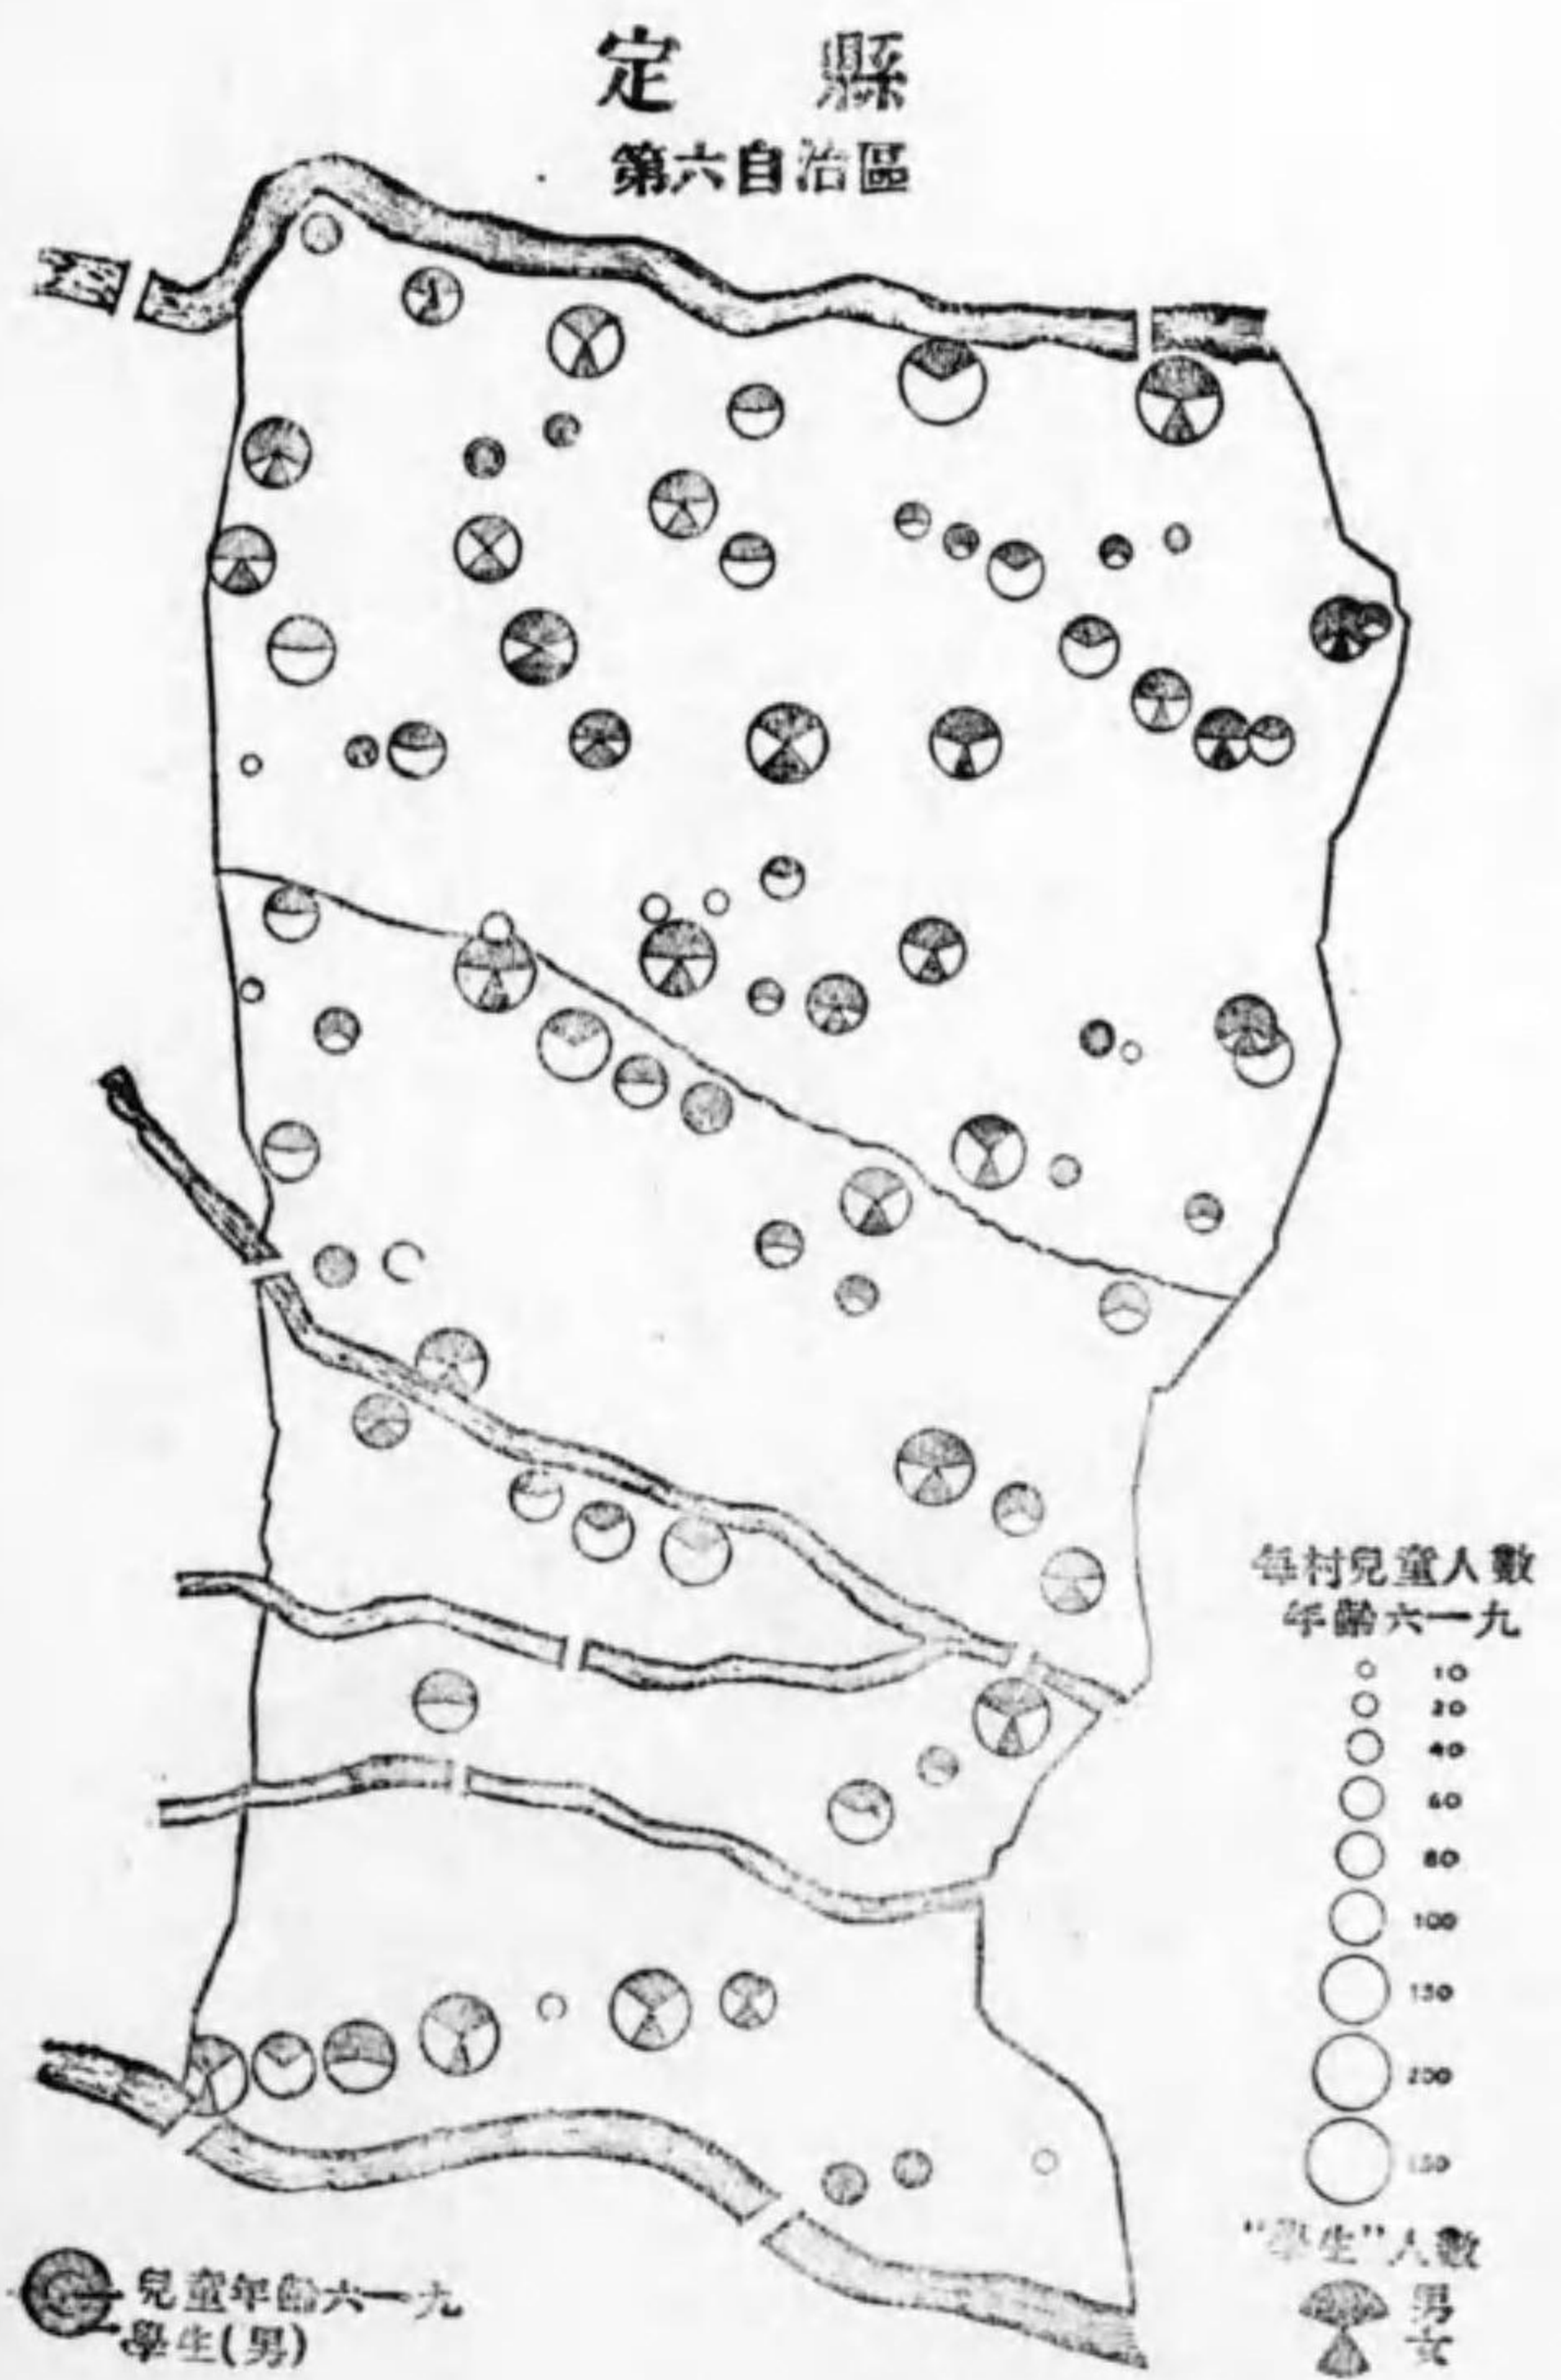 定縣
第六自治區
每村兒童人數
年齡六一九
10
20
40
60
80
100
150
200
"學生"人數
男
女
兒童年齡六一九
學生(男)